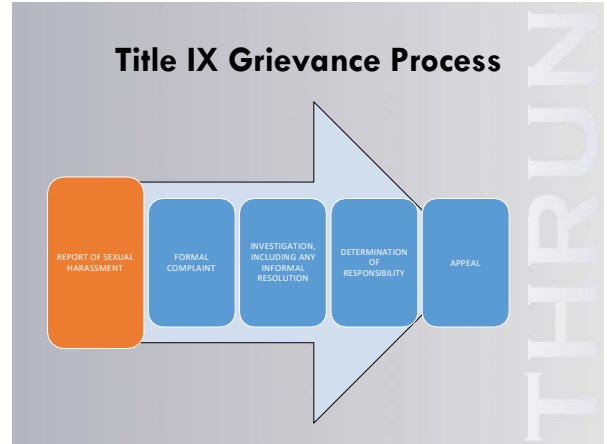 Title IX Grievance Process
REPORT OF SEXUAL
HARASSMENT
FORMAL
COMPLAINT
INVESTIGATION,
INCLUDING ANY
INFORMAL
RESOLUTION
DETERMINATION
OF
RESPONSIBILITY
APPEAL
THRUN